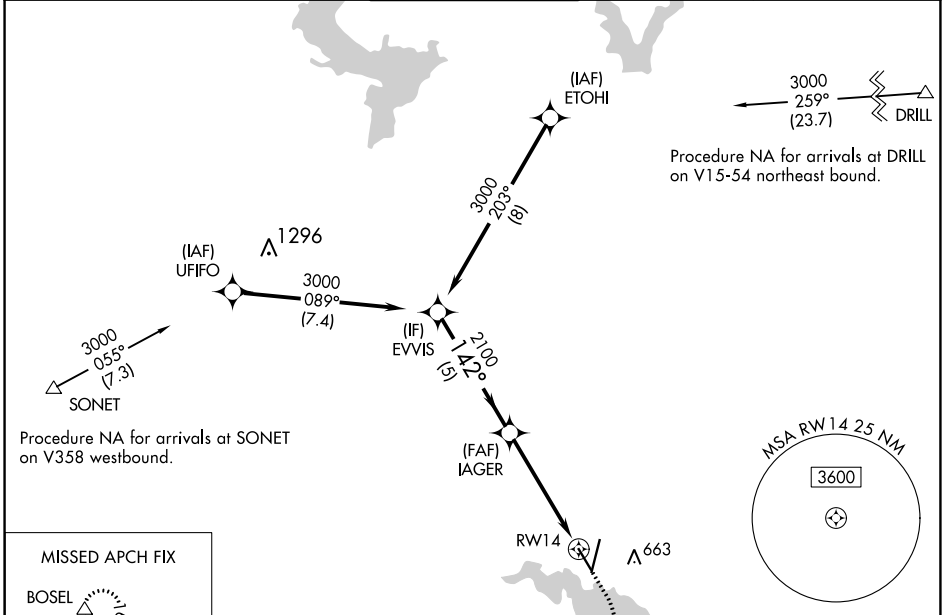 (IAF)
ETOHI
3000
259°
(23.7)
DRILL
Procedure NA for arrivals at DRILL
on V15-54 northeast bound.
3000
203°
(8)
1296
(IAF)
UFIFO
3000
089°
(7.4)
(IF)
EVVIS
2100
142°
(5)
3000
055°
(7.3)
SONET
Procedure NA for arrivals at SONET
on V358 westbound.
(FAF)
IAGER
MSA RW14 25 NM
3600
RW14
663
MISSED APCH FIX
BOSEL